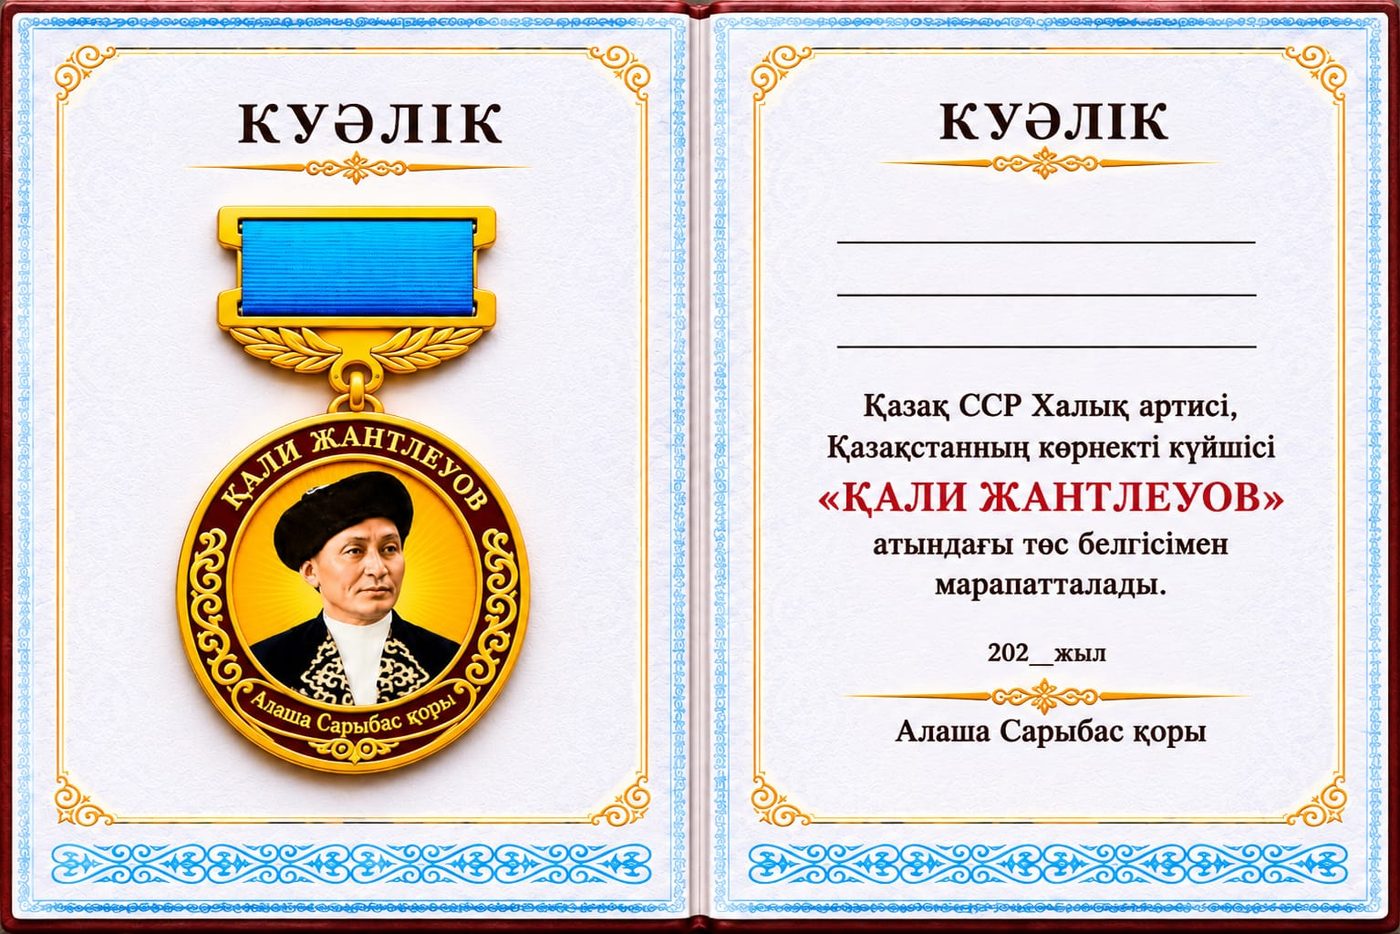 КУӘЛІК
ҚАЛИ ЖАНТЛЕУОВ
Алаша Сарыбас қоры
КУӘЛІК
Қазақ ССР Халық артисі,
Қазақстанның көрнекті күйшісі
«ҚАЛИ ЖАНТЛЕУОВ»
атындағы төс белгісімен
марапатталады.
202__жыл
Алаша Сарыбас қоры